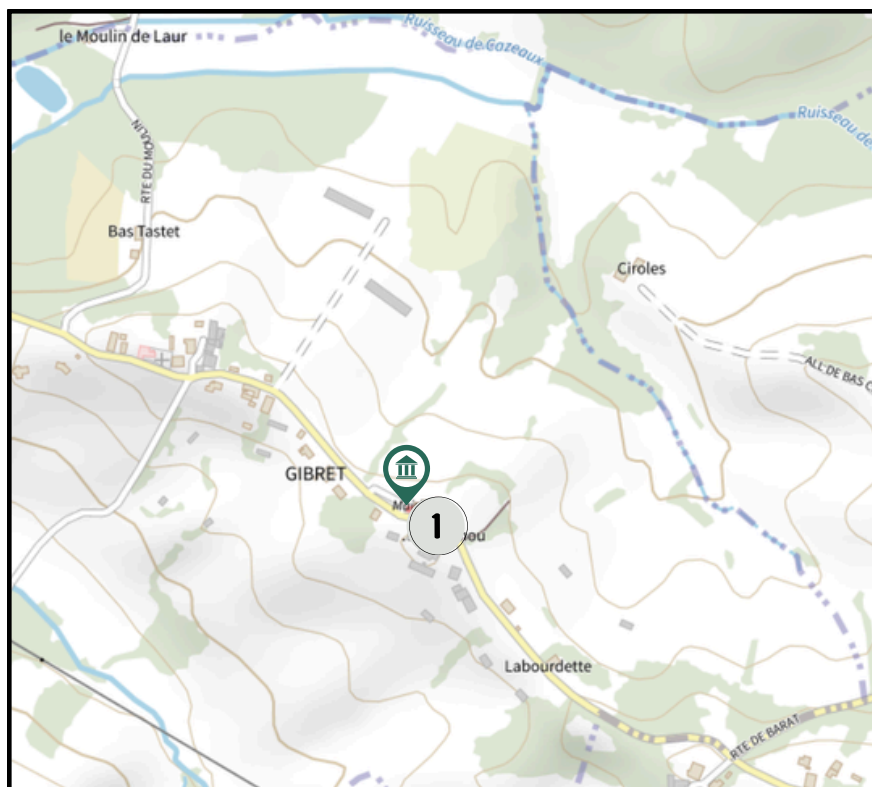 Ruisseau de Cazeaux
le Moulin de Laur
Ruisseau de
RTE DU MOULIN
Bas Tastet
Ciroles
ALL DE BAS C
GIBRET
1
Labourdette
RTE DE BARAT